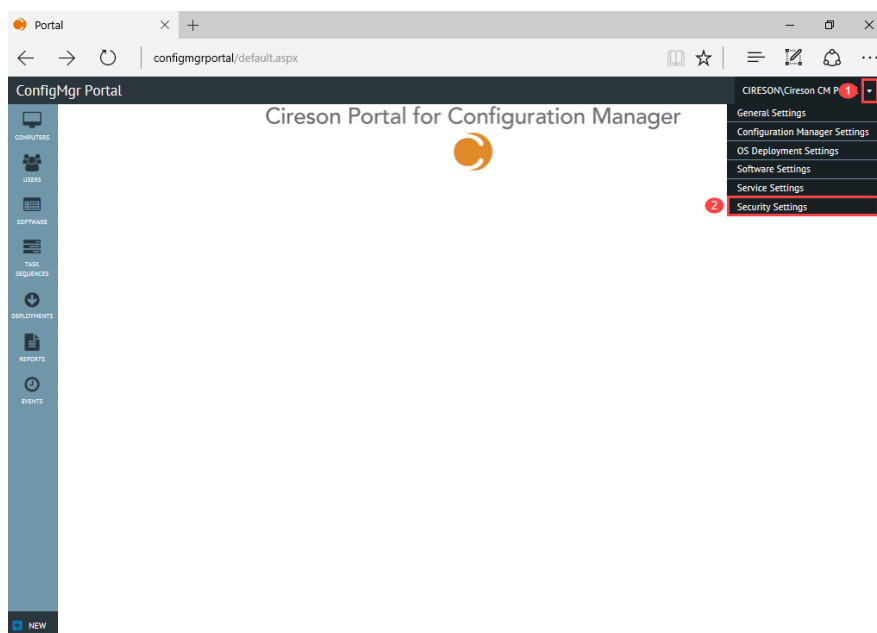 Portal
configmgrportal/default.aspx
ConfigMgr Portal
CIRESON\Cireson CM P
1
Cireson Portal for Configuration Manager
General Settings
Configuration Manager Settings
OS Deployment Settings
Software Settings
Service Settings
2 Security Settings
COMPUTERS
USERS
SOFTWARE
TASK
SEQUENCES
DEPLOYMENTS
REPORTS
EVENTS
NEW